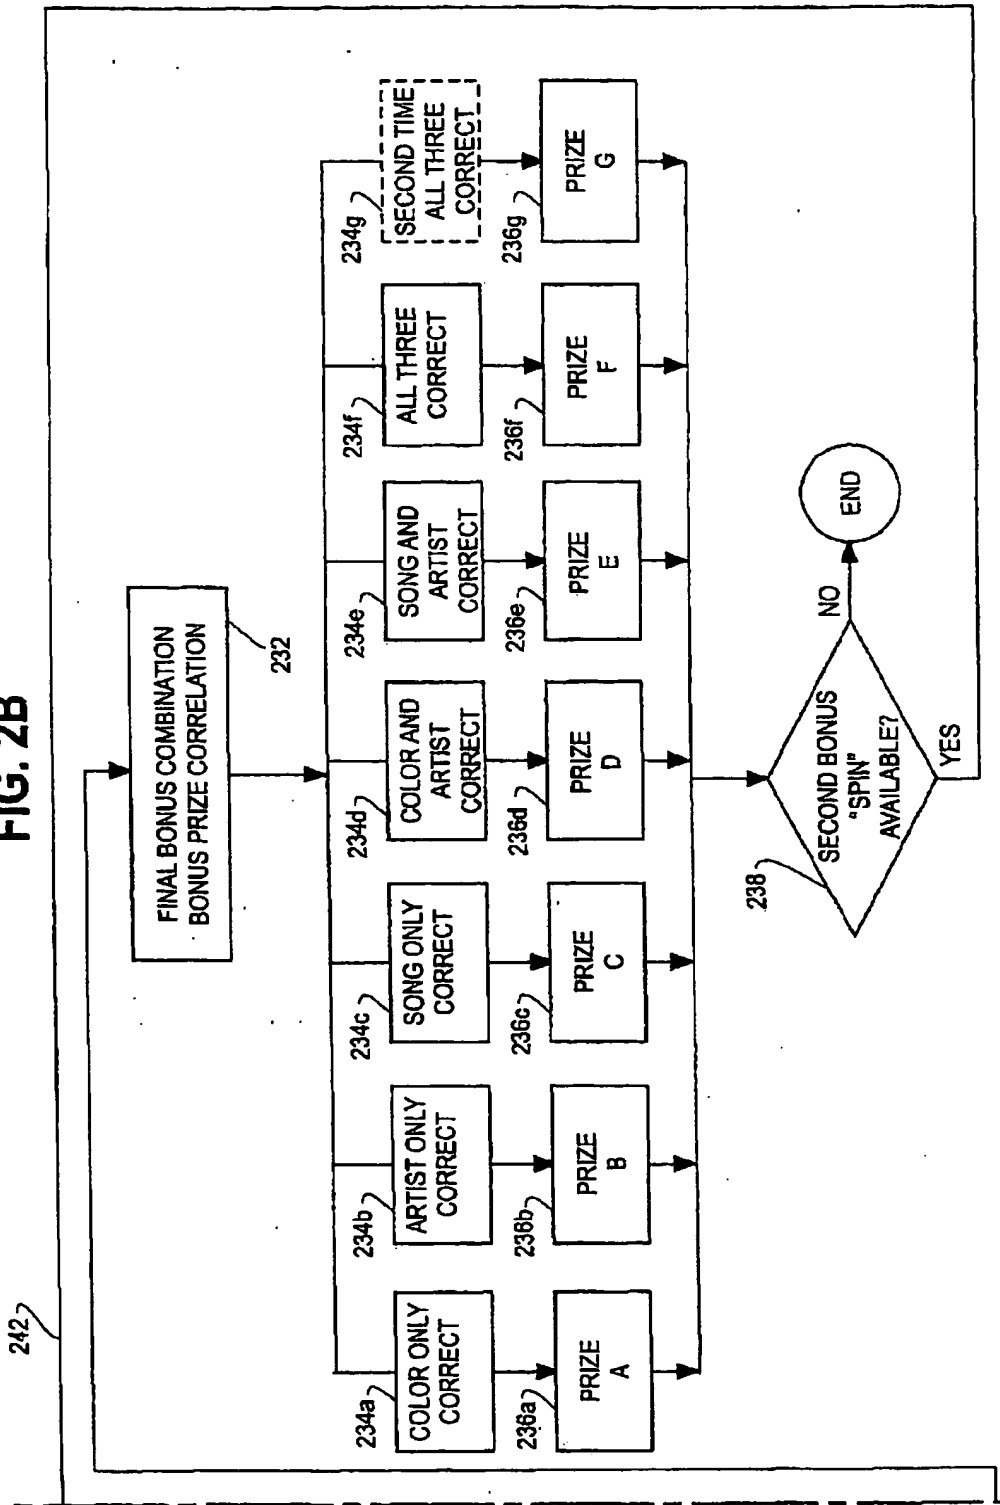 FIG. 2B
242
FINAL BONUS COMBINATION
BONUS PRIZE CORRELATION
232
234a
COLOR ONLY
CORRECT
234b
ARTIST ONLY
CORRECT
234c
SONG ONLY
CORRECT
234d
COLOR AND
ARTIST
CORRECT
234e
SONG AND
ARTIST
CORRECT
234f
ALL THREE
CORRECT
234g
SECOND TIME
ALL THREE
CORRECT
236a
PRIZE
A
236b
PRIZE
B
236c
PRIZE
C
236d
PRIZE
D
236e
PRIZE
E
236f
PRIZE
F
236g
PRIZE
G
238
SECOND BONUS
"SPIN"
AVAILABLE?
NO
END
YES